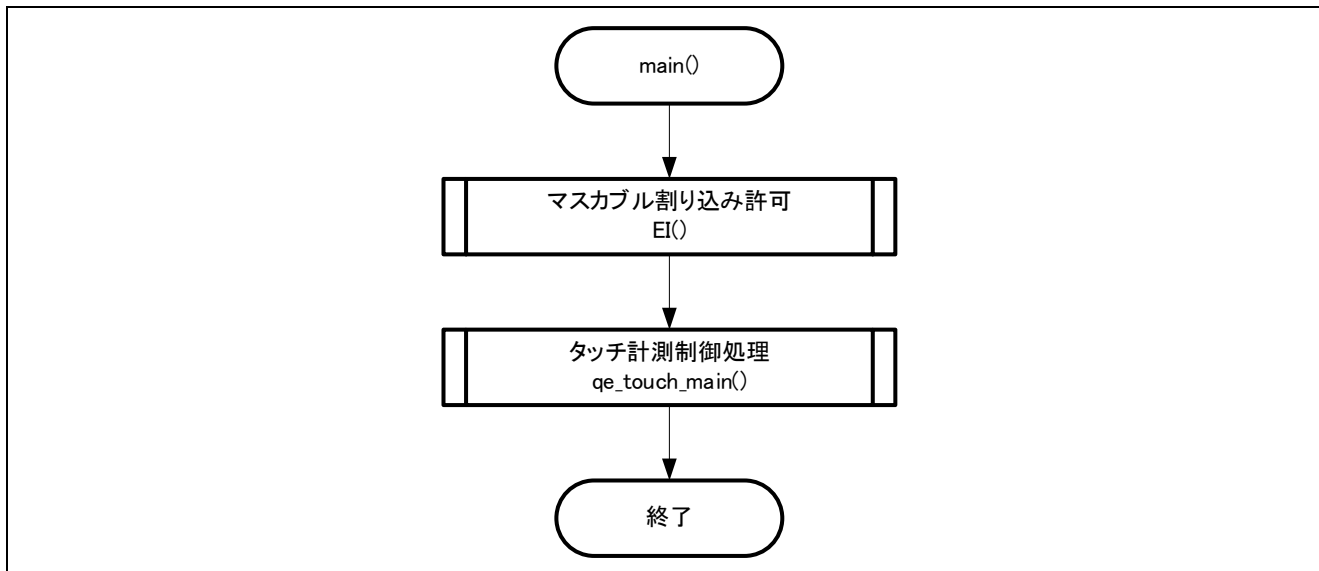 main()
マスカブル割り込み許可
EI()
タッチ計測制御処理
qe_touch_main()
終了